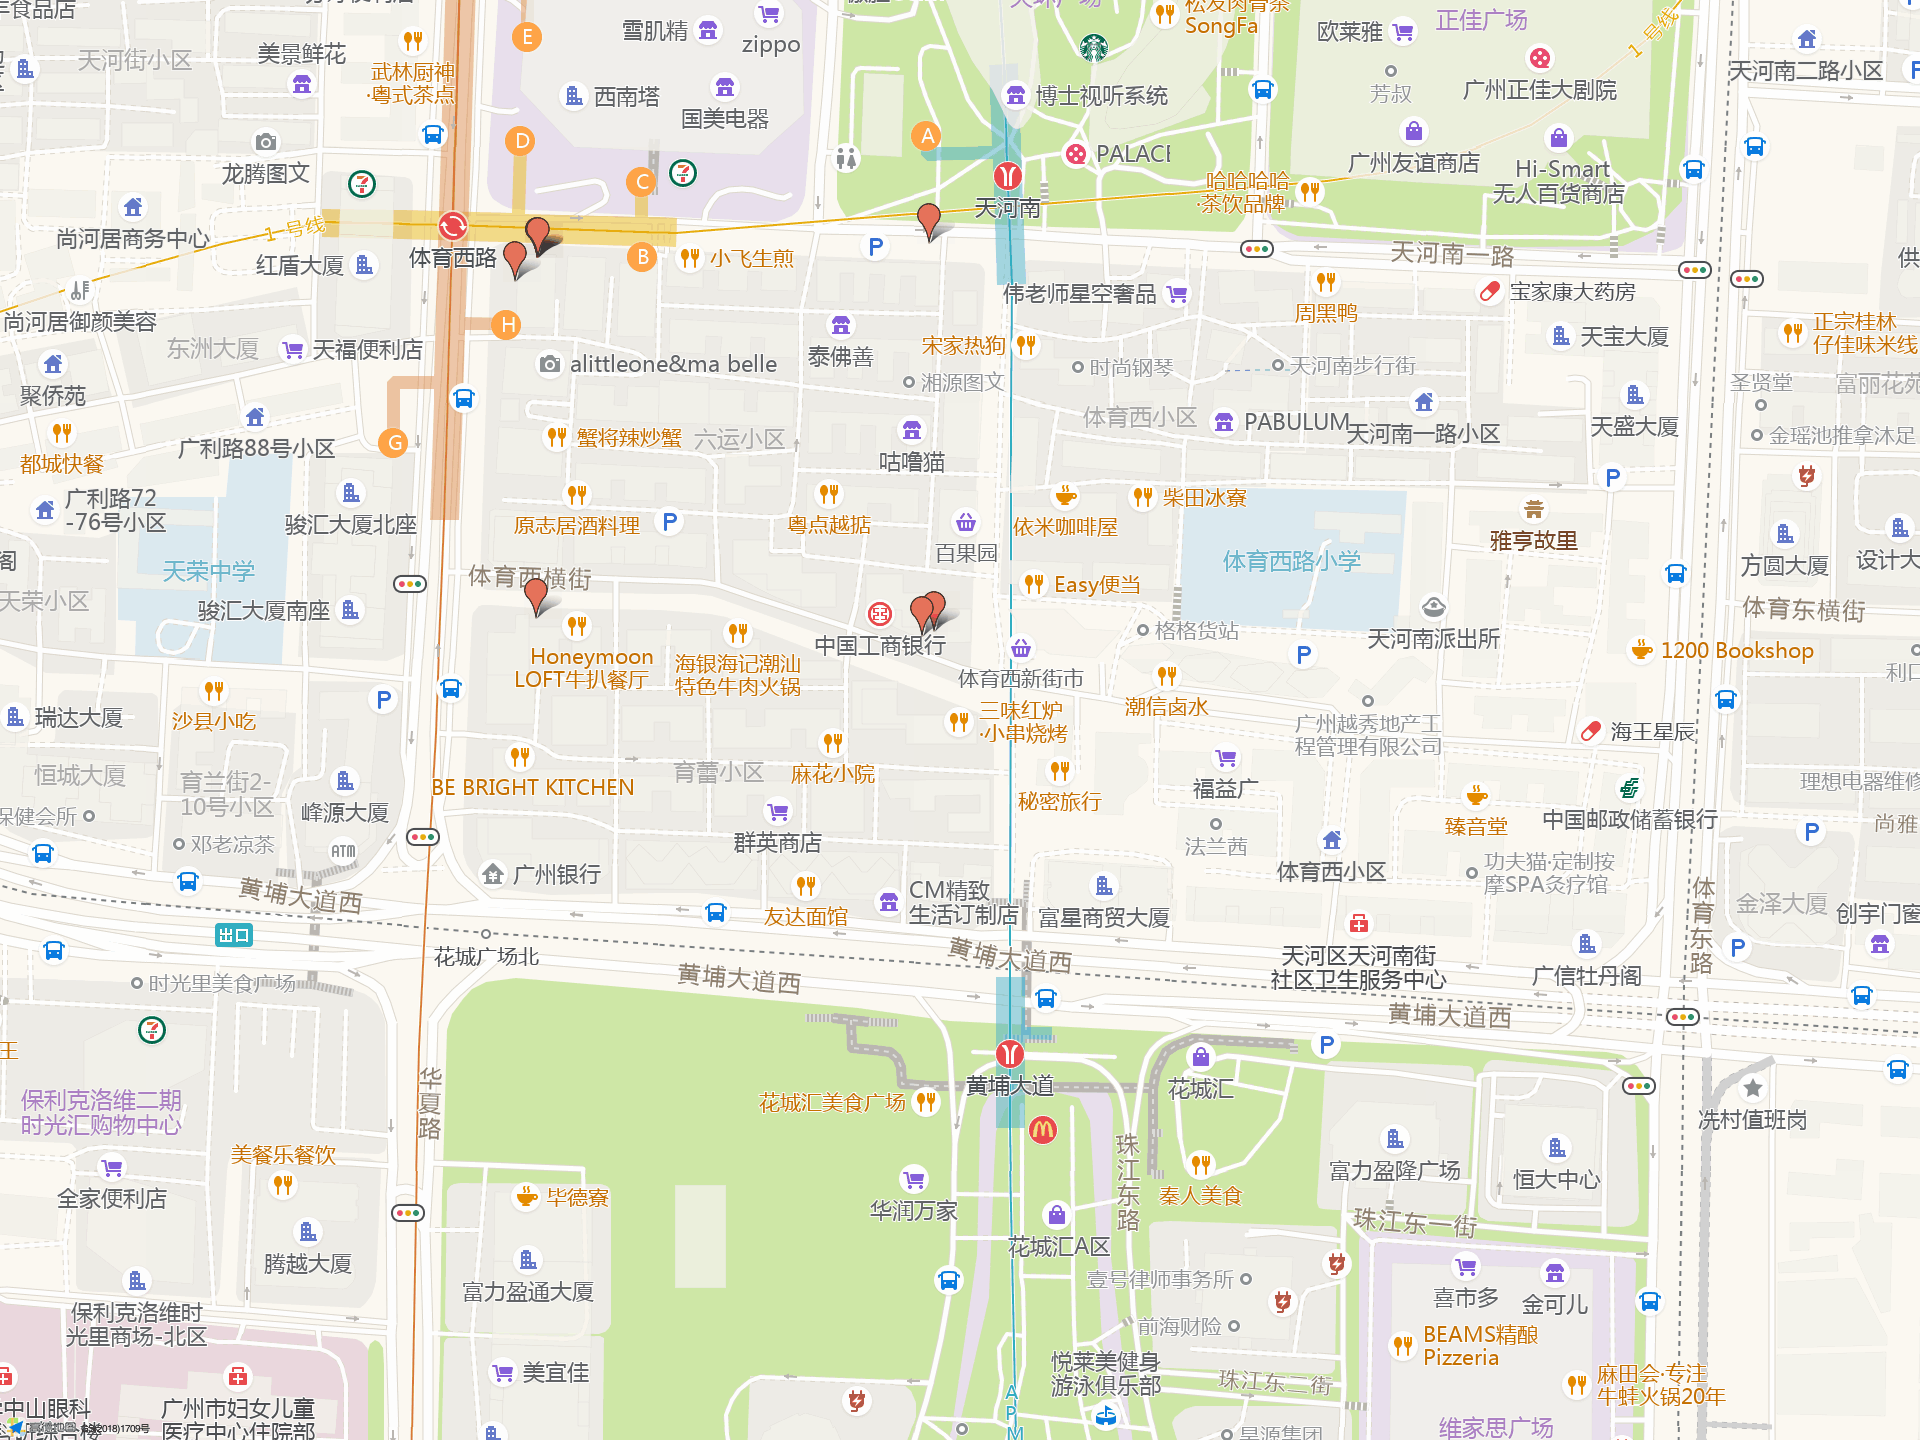 食品店
天河街小区
美景鲜花
武林厨神
·粤式茶点
E
雪肌精
zippo
西南塔
国美电器
松发肉骨茶
SongFa
欧莱雅
正佳广场
1号线
芳叔
广州正佳大剧院
天河南二路小区
博士视听系统
A
PALACE
广州友谊商店
Hi-Smart
无人百货商店
D
C
龙腾图文
天河南
哈哈哈哈
·茶饮品牌
尚河居商务中心
1号线
红盾大厦
体育西路
B
小飞生煎
P
天河南一路
伟老师星空奢品
周黑鸭
宝家康大药房
尚河居御颜美容
东洲大厦
天福便利店
H
alittleone&ma belle
泰佛善
宋家热狗
湘源图文
时尚钢琴
天河南步行街
天宝大厦
正宗桂林
仔佳味米线
聚侨苑
圣贤堂
富丽花苑
广利路88号小区
G
蟹将辣炒蟹
六运小区
咕噜猫
体育西小区
PABULUM
天河南一路小区
天盛大厦
金瑶池推拿沐足
都城快餐
广利路72
-76号小区
骏汇大厦北座
原志居酒料理
P
粤点越掂
百果园
依米咖啡屋
柴田冰寮
P
雅亨故里
方圆大厦
天荣中学
天荣小区
骏汇大厦南座
体育西横街
Easy便当
体育西路小学
格格货站
天河南派出所
体育东横街
1200 Bookshop
中国工商银行
Honeymoon
LOFT牛扒餐厅
海银海记潮汕
特色牛肉火锅
体育西新街市
P
瑞达大厦
沙县小吃
P
三味红炉
·小串烧烤
潮信卤水
广州越秀地产工
程管理有限公司
海王星辰
恒城大厦
育兰街2-
10号小区
峰源大厦
BE BRIGHT KITCHEN
育蕾小区
麻花小院
秘密旅行
福益广
理想电器维修
保健会所
邓老凉茶
ATM
群英商店
法兰茜
臻音堂
中国邮政储蓄银行
P
尚雅
黄埔大道西
广州银行
友达面馆
CM精致
生活订制店
富星商贸大厦
体育西小区
功夫猫·定制按
摩SPA灸疗馆
体育东路
金泽大厦
创宇门窗
出口
花城广场北
黄埔大道西
天河区天河南街
社区卫生服务中心
广信牡丹阁
P
时光里美食广场
黄埔大道西
黄埔大道西
P
黄埔大道
花城汇
王
保利克洛维二期
时光汇购物中心
华夏路
花城汇美食广场
珠江东路
冼村值班岗
美餐乐餐饮
全家便利店
毕德寮
华润万家
秦人美食
富力盈隆广场
恒大中心
腾越大厦
富力盈通大厦
花城汇A区
珠江东一街
壹号律师事务所
喜市多
金可儿
保利克洛维时
光里商场-北区
前海财险
BEAMS精酿
Pizzeria
美宜佳
悦莱美健身
游泳俱乐部
珠江东二街
麻田会·专注
牛蛙火锅20年
中山眼科
广州市妇女儿童
医疗中心住院部
APM
维家思广场